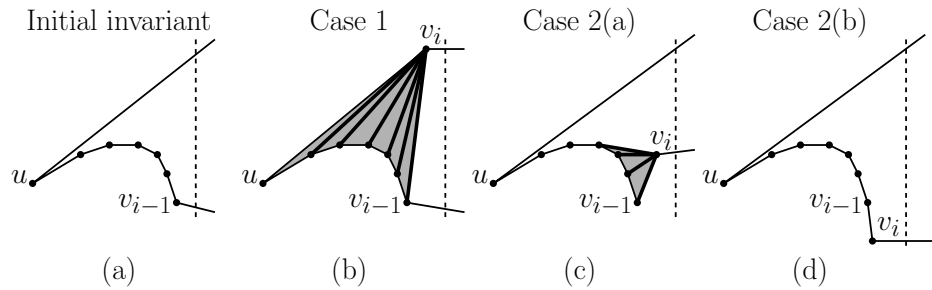 Initial invariant Case 1 Case 2(a) Case 2(b)
u v_{i−1}
u v_i v_{i−1}
u v_i v_{i−1}
u v_{i−1} v_i
(a) (b) (c) (d)